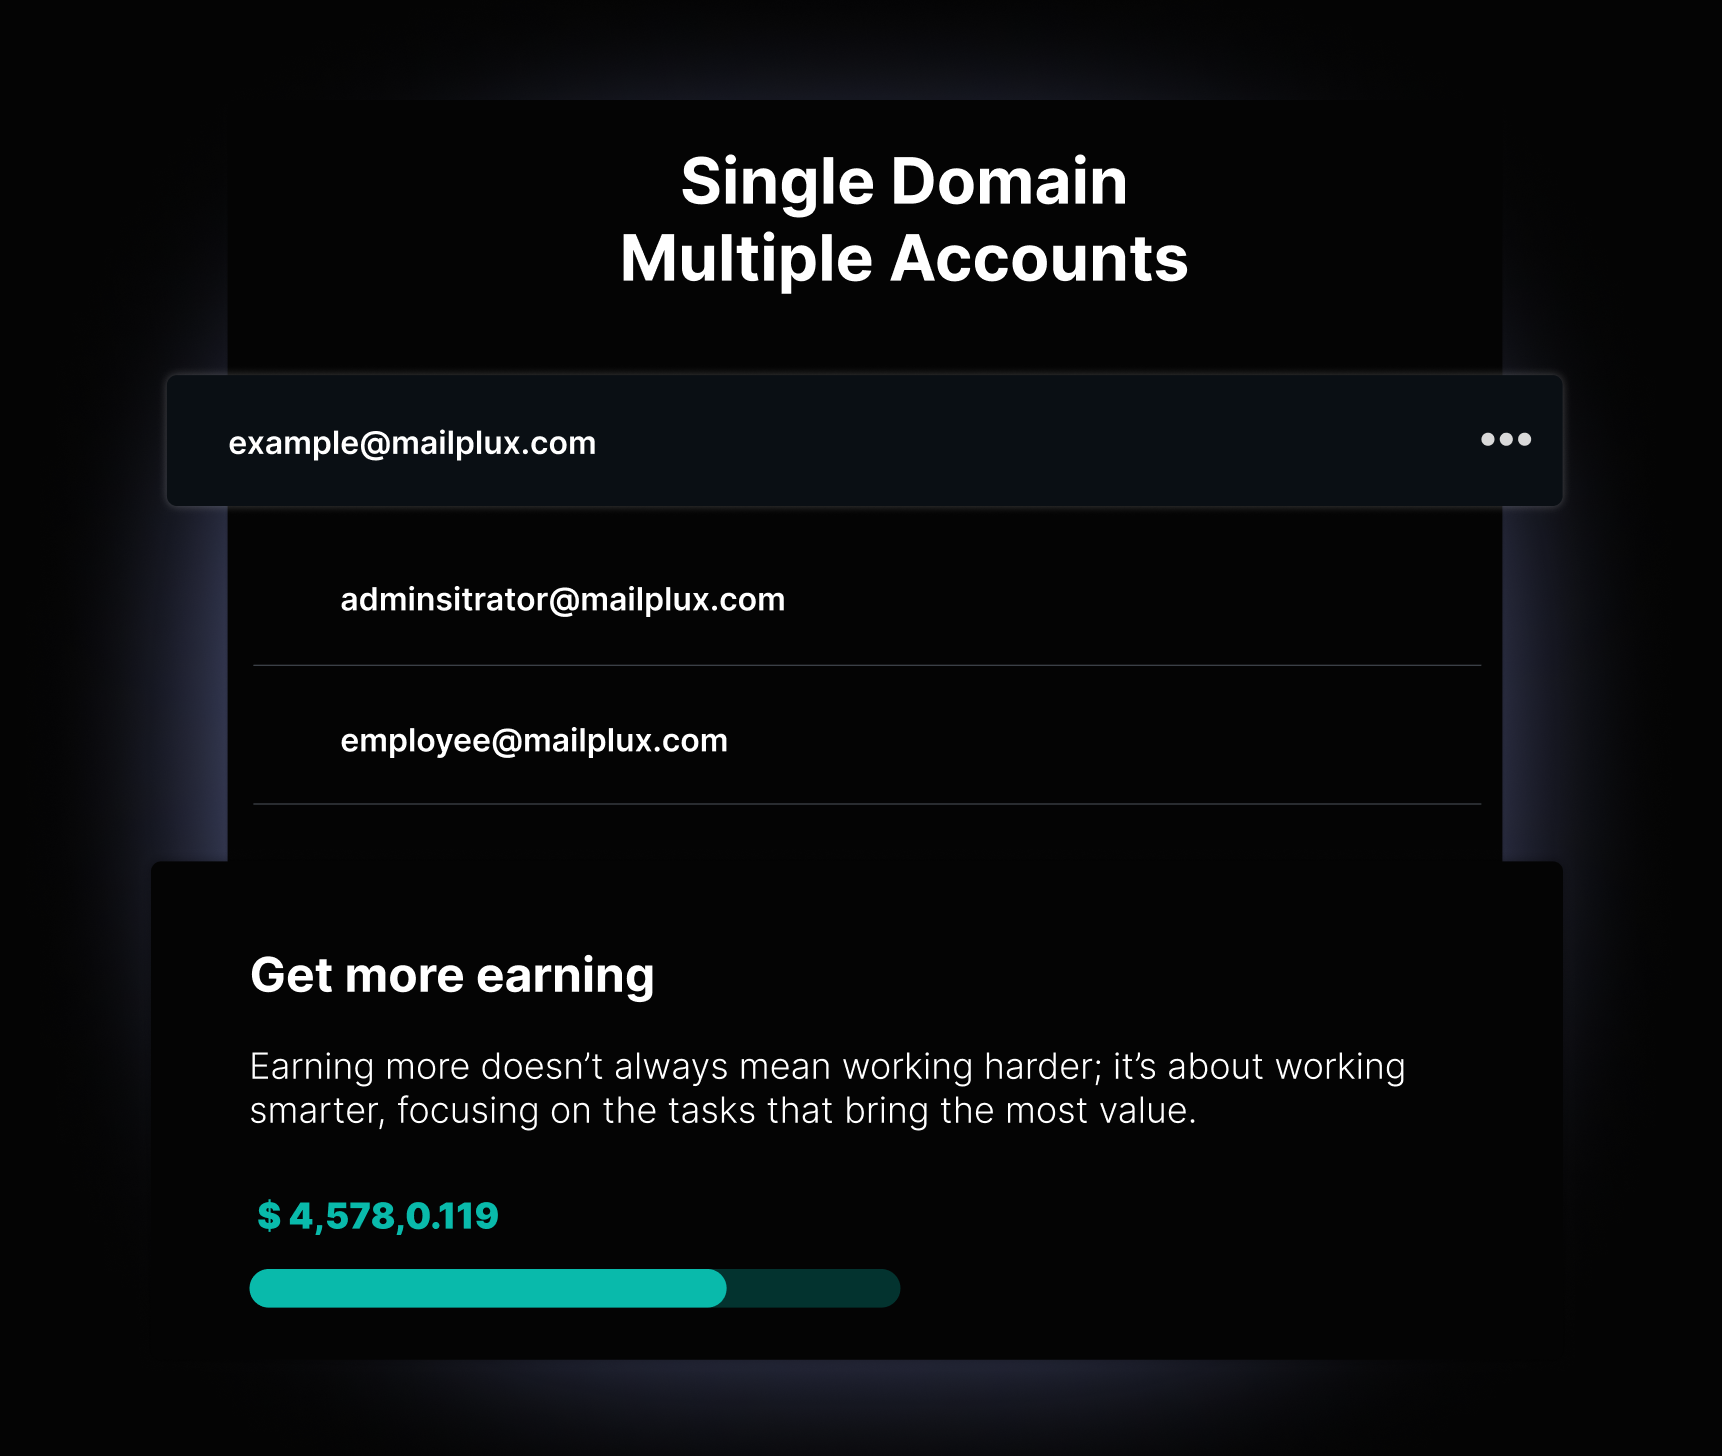 Single Domain
Multiple Accounts
example@mailplux.com
adminsitrator@mailplux.com
employee@mailplux.com
Get more earning
Earning more doesn’t always mean working harder; it’s about working
smarter, focusing on the tasks that bring the most value.
$ 4,578,0.119